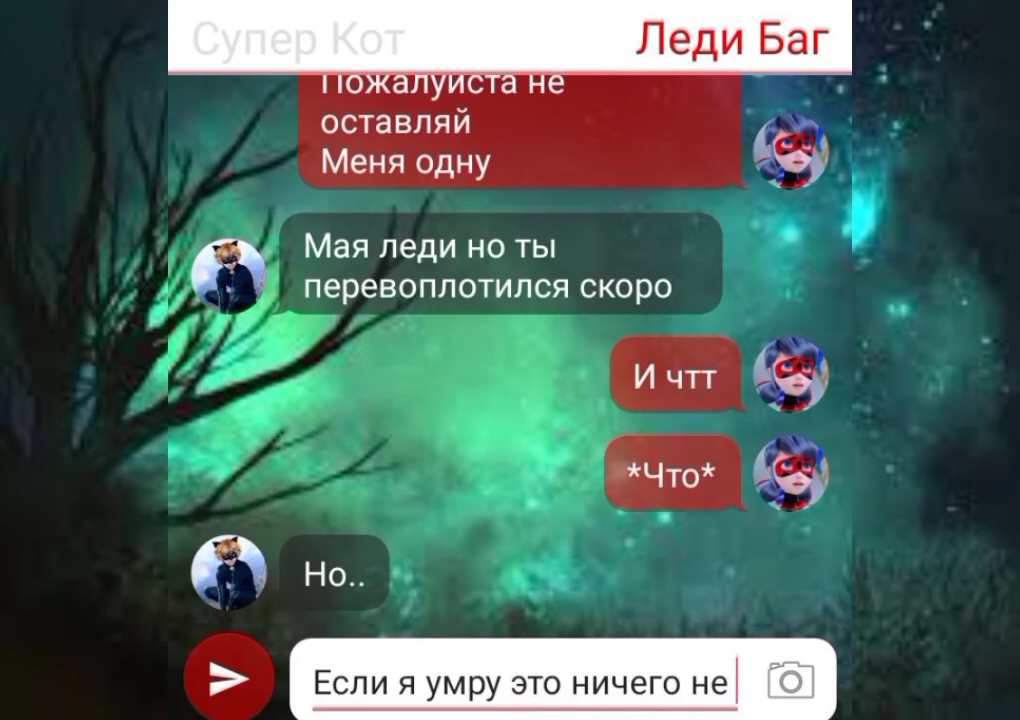 Супер Кот
Леди Баг
Пожалуйста не
оставляй
Меня одну
Мая леди но ты
перевоплотился скоро
И чтт
*Что*
Но..
Если я умру это ничего не